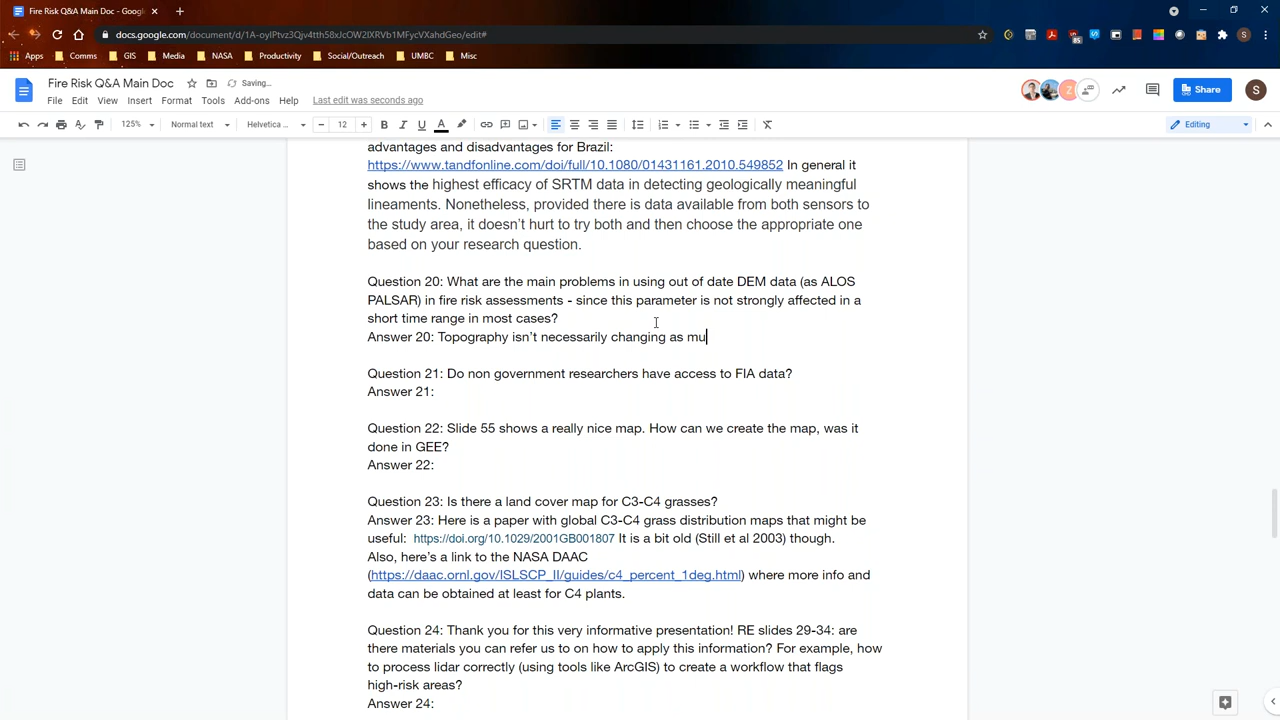 Fire Risk Q&A Main Doc - Googl
docs.google.com/document/d/1A-oyIPtvz3Qjv4tth58xJcOW2IXRVb1MFycVXahdGeo/edit#
Apps Comms GIS Media NASA Productivity Social/Outreach UMBC Misc
Fire Risk Q&A Main Doc Saving...
File Edit View Insert Format Tools Add-ons Help Last edit was seconds ago
Share S
125% Normal text Helvetica ... 12 Editing
advantages and disadvantages for Brazil:
https://www.tandfonline.com/doi/full/10.1080/01431161.2010.549852 In general it
shows the highest efficacy of SRTM data in detecting geologically meaningful
lineaments. Nonetheless, provided there is data available from both sensors to
the study area, it doesn't hurt to try both and then choose the appropriate one
based on your research question.
Question 20: What are the main problems in using out of date DEM data (as ALOS
PALSAR) in fire risk assessments - since this parameter is not strongly affected in a
short time range in most cases?
Answer 20: Topography isn't necessarily changing as mu
Question 21: Do non government researchers have access to FIA data?
Answer 21:
Question 22: Slide 55 shows a really nice map. How can we create the map, was it
done in GEE?
Answer 22:
Question 23: Is there a land cover map for C3-C4 grasses?
Answer 23: Here is a paper with global C3-C4 grass distribution maps that might be
useful: https://doi.org/10.1029/2001GB001807 It is a bit old (Still et al 2003) though.
Also, here's a link to the NASA DAAC
(https://daac.ornl.gov/ISLSCP_II/guides/c4_percent_1deg.html) where more info and
data can be obtained at least for C4 plants.
Question 24: Thank you for this very informative presentation! RE slides 29-34: are
there materials you can refer us to on how to apply this information? For example, how
to process lidar correctly (using tools like ArcGIS) to create a workflow that flags
high-risk areas?
Answer 24: